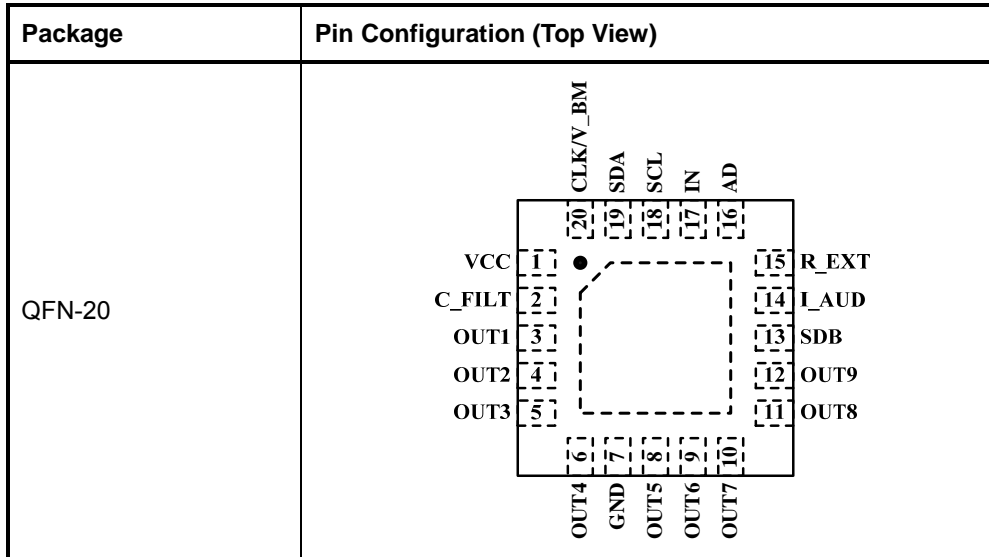 Package
Pin Configuration (Top View)
QFN-20
CLK/V_BM
SDA
SCL
IN
AD
20
19
18
17
16
VCC 1
15 R_EXT
C_FILT 2
14 I_AUD
OUT1 3
13 SDB
OUT2 4
12 OUT9
OUT3 5
11 OUT8
6
7
8
9
10
OUT4
GND
OUT5
OUT6
OUT7